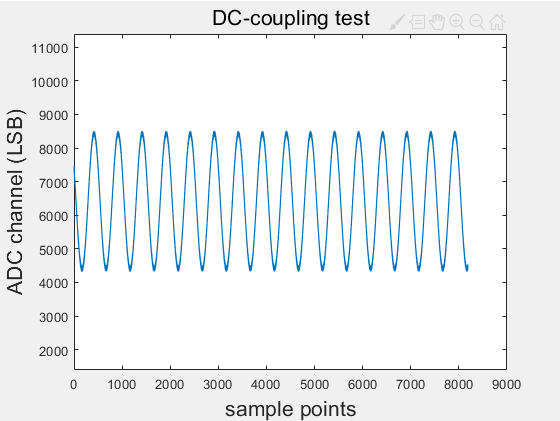 DC-coupling test
ADC channel (LSB)
11000
10000
9000
8000
7000
6000
5000
4000
3000
2000
0 1000 2000 3000 4000 5000 6000 7000 8000 9000
sample points